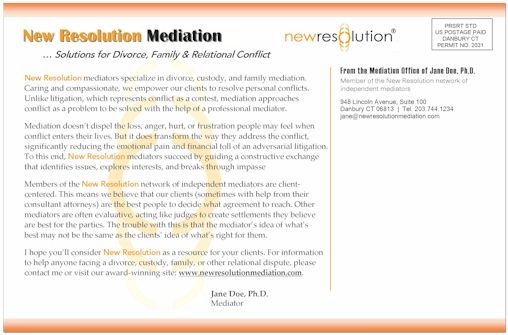 New Resolution Mediation
... Solutions for Divorce, Family & Relational Conflict
newresolution®
PRSRT STD
US POSTAGE PAID
DANBURY CT
PERMIT NO. 2031
New Resolution mediators specialize in divorce, custody, and family mediation.
Caring and compassionate, we empower our clients to resolve personal conflicts.
Unlike litigation, which represents conflict as a contest, mediation approaches
conflict as a problem to be solved with the help of a professional mediator.
Mediation doesn't dispel the loss, anger, hurt, or frustration people may feel when
conflict enters their lives. But it does transform the way they address the conflict,
significantly reducing the emotional pain and financial toll of an adversarial litigation.
To this end, New Resolution mediators succeed by guiding a constructive exchange
that identifies issues, explores interests, and breaks through impasse
Members of the New Resolution network of independent mediators are client-
centered. This means we believe that our clients (sometimes with help from their
consultant attorneys) are the best people to decide what agreement to reach. Other
mediators are often evaluative, acting like judges to create settlements they believe
are best for the parties. The trouble with this is that the mediator's idea of what's
best may not be the same as the clients' idea of what's right for them.
I hope you'll consider New Resolution as a resource for your clients. For information
to help anyone facing a divorce, custody, family, or other relational dispute, please
contact me or visit our award-winning site: www.newresolutionmediation.com.
Jane Doe, Ph.D.
Mediator
From the Mediation Office of Jane Doe, Ph.D.
Member of the New Resolution network of
independent mediators
948 Lincoln Avenue, Suite 100
Danbury CT 06813 | Tel. 203.744.1234
jane@newresolutionmediation.com